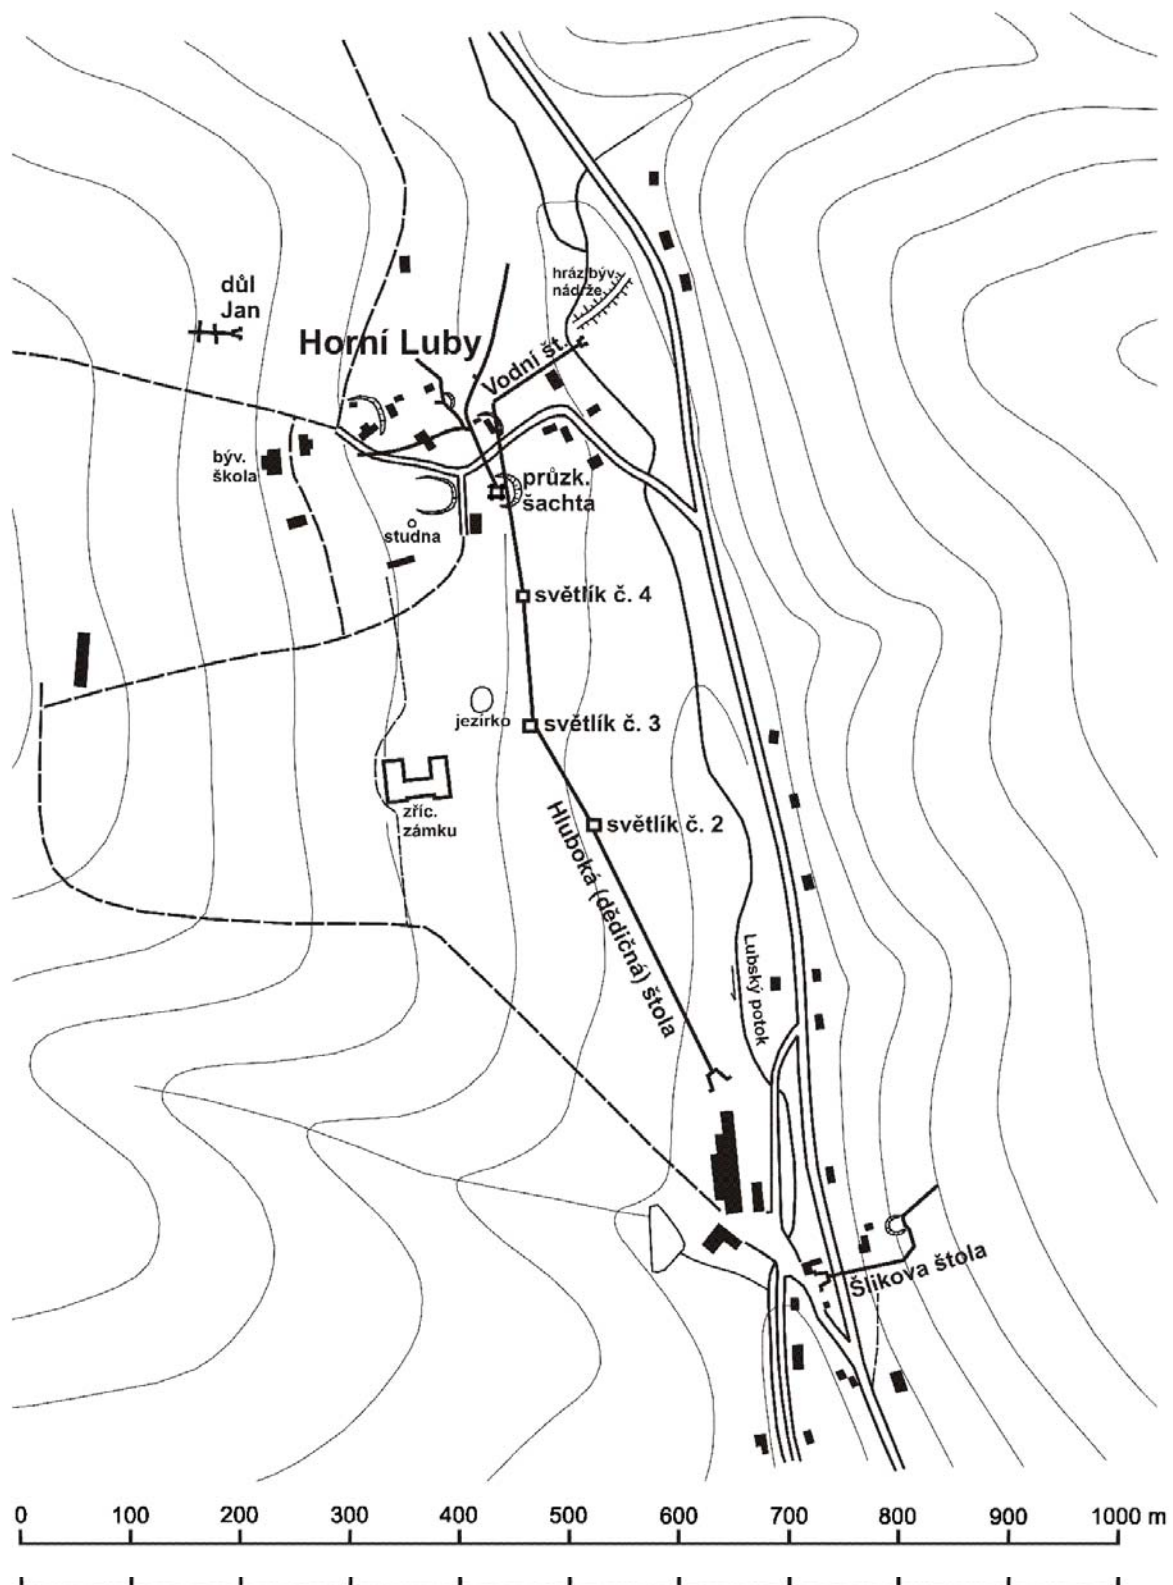 hráz býv.
nádrže
důl
Jan
Horní Luby
Vodní št.
býv.
škola
průzk.
šachta
studna
světlík č. 4
jezírko
světlík č. 3
zříc.
zámku
světlík č. 2
Hluboká (dědičná) štola
Lubský potok
Šlikova štola
0 100 200 300 400 500 600 700 800 900 1000 m